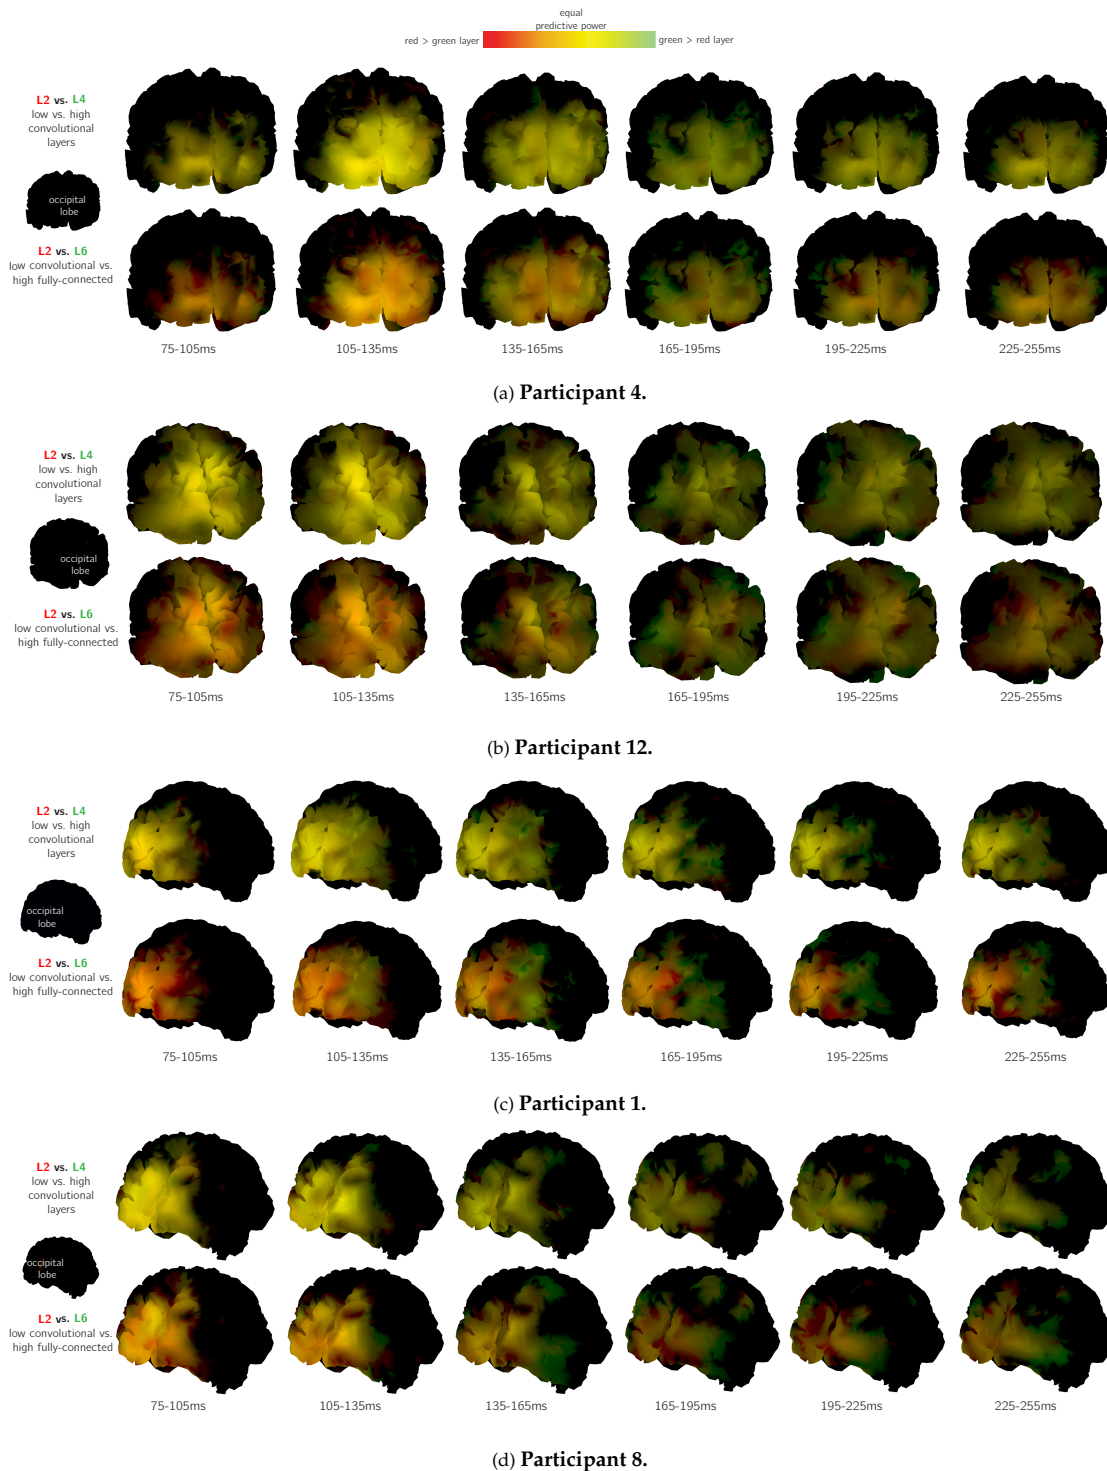 equal
predictive power
red > green layer
green > red layer
L2 vs. L4
low vs. high
convolutional
layers
occipital
lobe
L2 vs. L6
low convolutional vs.
high fully-connected
75-105ms
105-135ms
135-165ms
165-195ms
195-225ms
225-255ms
(a) Participant 4.
L2 vs. L4
low vs. high
convolutional
layers
occipital
lobe
L2 vs. L6
low convolutional vs.
high fully-connected
75-105ms
105-135ms
135-165ms
165-195ms
195-225ms
225-255ms
(b) Participant 12.
L2 vs. L4
low vs. high
convolutional
layers
occipital
lobe
L2 vs. L6
low convolutional vs.
high fully-connected
75-105ms
105-135ms
135-165ms
165-195ms
195-225ms
225-255ms
(c) Participant 1.
L2 vs. L4
low vs. high
convolutional
layers
occipital
lobe
L2 vs. L6
low convolutional vs.
high fully-connected
75-105ms
105-135ms
135-165ms
165-195ms
195-225ms
225-255ms
(d) Participant 8.